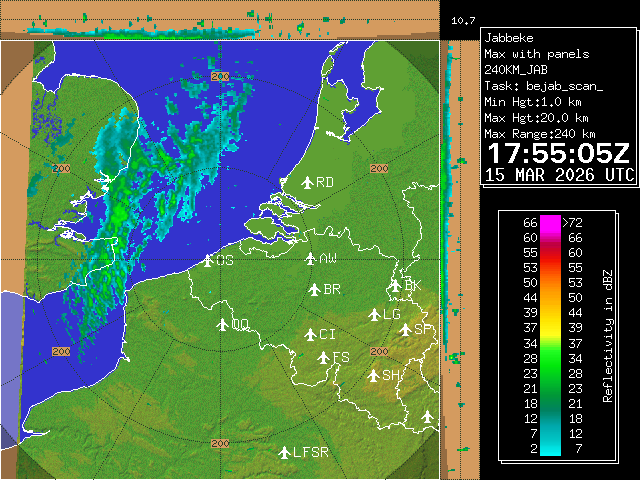 10.7
Jabbeke
Max with panels
240KM_JAB
Task: bejab_scan_
Min Hgt:1.0 km
Max Hgt:20.0 km
Max Range:240 km
17:55:05Z
15 MAR 2026 UTC
200
200
200
RD
OS
AW
BR
BK
LG
QO
CI
SP
FS
200
200
SH
200
LFSR
66 >72
60 66
55 60
53 55
50 53
44 50
39 44
37 39
34 37
28 34
23 28
21 23
18 21
12 18
7 12
2 7
Reflectivity in dBZ